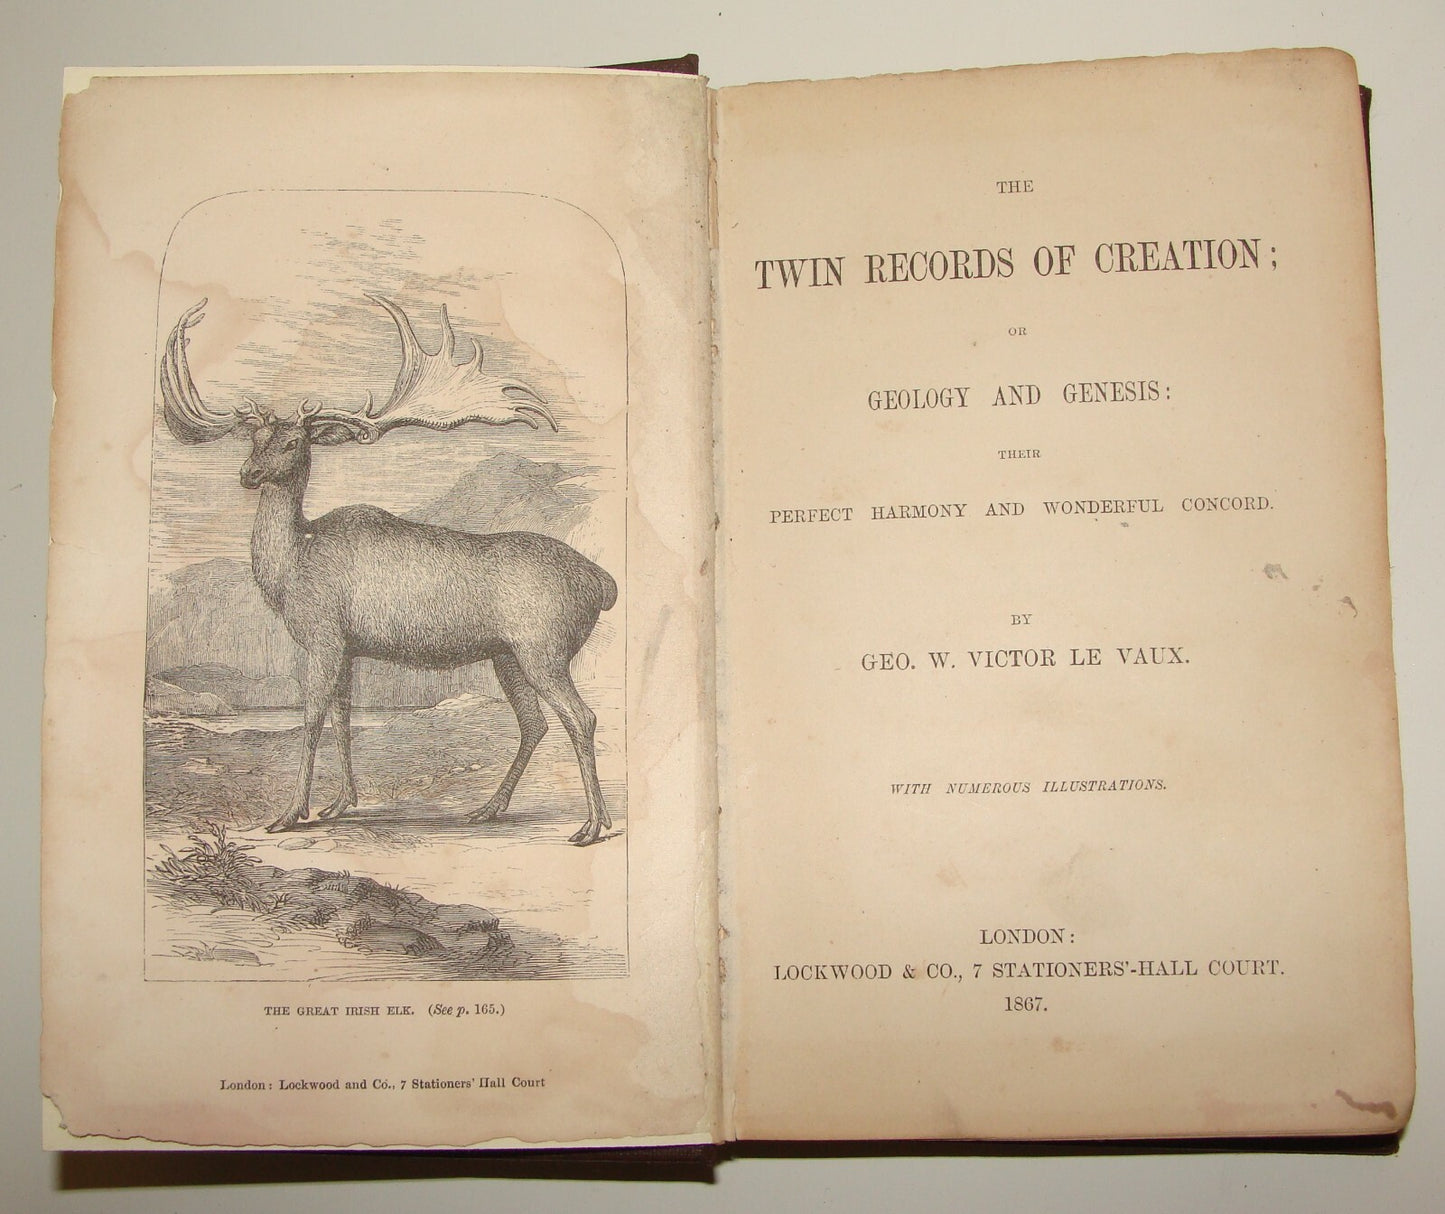 THE GREAT IRISH ELK. (See p. 165.)
London: Lockwood and Co., 7 Stationers' Hall Court
THE
TWIN RECORDS OF CREATION;
OR
GEOLOGY AND GENESIS:
THEIR
PERFECT HARMONY AND WONDERFUL CONCORD.
BY
GEO. W. VICTOR LE VAUX.
WITH NUMEROUS ILLUSTRATIONS.
LONDON:
LOCKWOOD & CO., 7 STATIONERS'-HALL COURT.
1867.